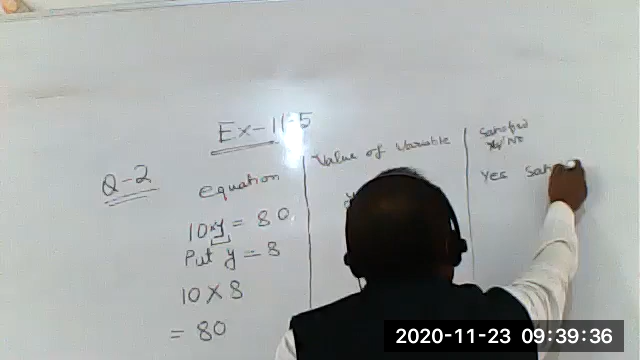 Ex-11.5
Q-2
equation
Value of Variable
Satisfied
Yes/No
10×y = 80
Put y = 8
10 × 8
= 80
Yes
2020-11-23 09:39:36